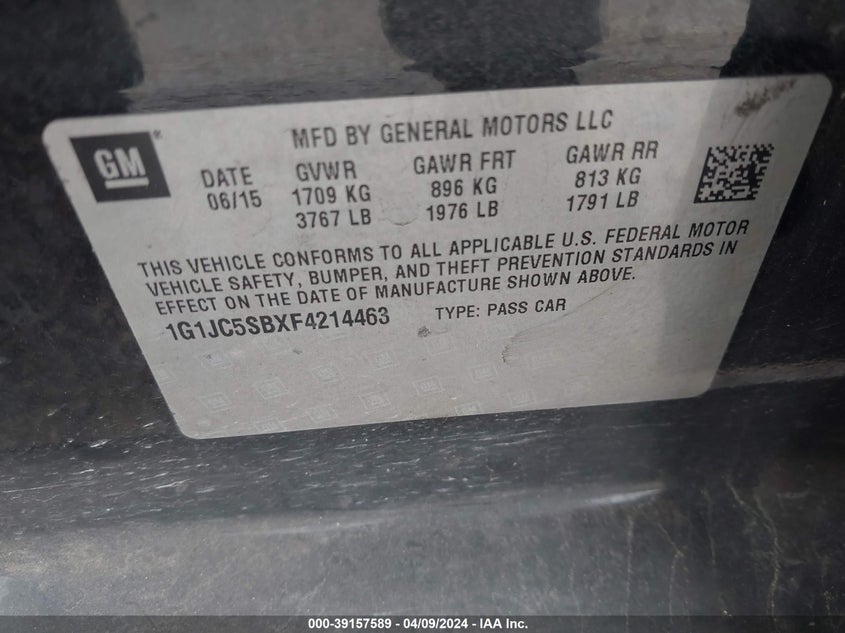 GM ®
MFD BY GENERAL MOTORS LLC
DATE GVWR GAWR FRT GAWR RR
06/15 1709 KG 896 KG 813 KG
3767 LB 1976 LB 1791 LB
THIS VEHICLE CONFORMS TO ALL APPLICABLE U.S. FEDERAL MOTOR
VEHICLE SAFETY, BUMPER, AND THEFT PREVENTION STANDARDS IN
EFFECT ON THE DATE OF MANUFACTURE SHOWN ABOVE.
1G1JC5SBXF4214463 TYPE: PASS CAR
000-39157589 - 04/09/2024 - IAA Inc.